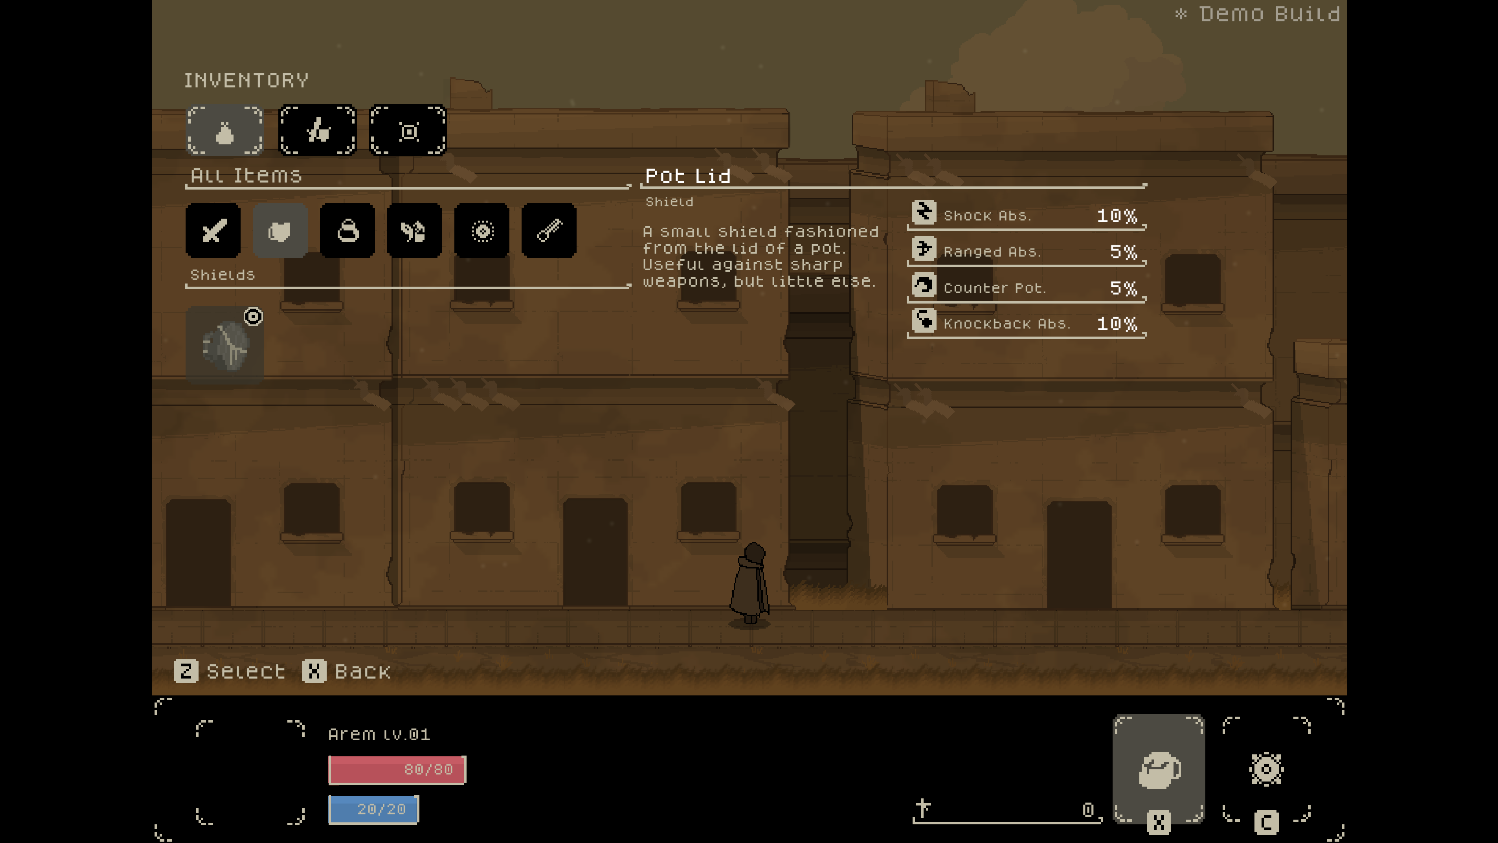 * Demo Build
INVENTORY
All Items
Shields
Pot Lid
Shield
A small shield fashioned
from the lid of a pot.
Useful against sharp
weapons, but little else.
Shock Abs. 10%
Ranged Abs. 5%
Counter Pot. 5%
Knockback Abs. 10%
Z Select X Back
Arem Lv.01
80/80
20/20
0
X
C